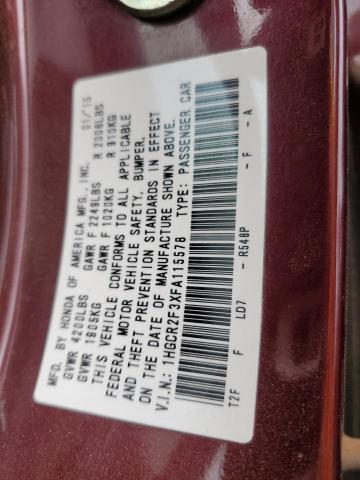 MFD. BY HONDA OF AMERICA MFG., INC. 01/15
GVWR 4200LBS GAWR F 2249LBS R 2008LBS
GVWR 1905KG GAWR F 1020KG R 910KG
THIS VEHICLE CONFORMS TO ALL APPLICABLE
FEDERAL MOTOR VEHICLE SAFETY, BUMPER,
AND THEFT PREVENTION STANDARDS IN EFFECT
ON THE DATE OF MANUFACTURE SHOWN ABOVE.
V.I.N.: 1HGCR2F3XFA115578 TYPE: PASSENGER CAR
T2F F LD7 - R548P - F - A